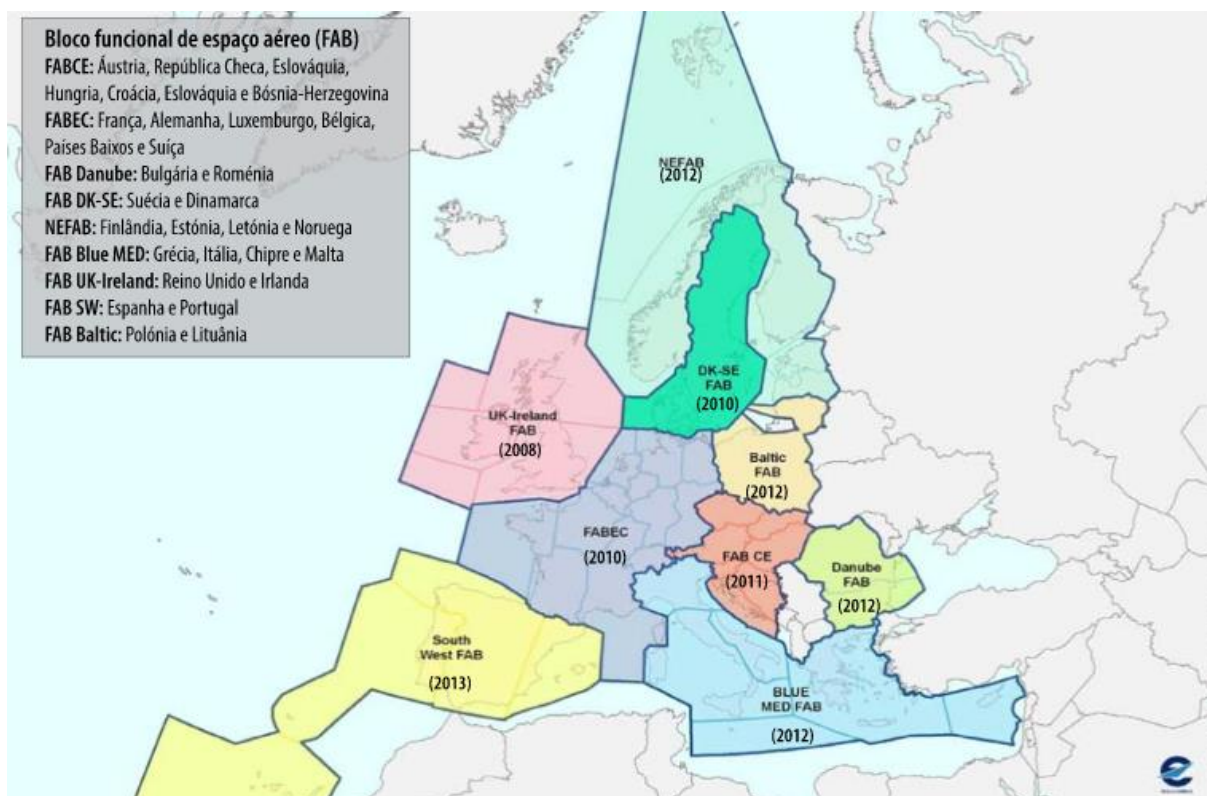 Bloco funcional de espaço aéreo (FAB)
FABCE: Áustria, República Checa, Eslováquia,
Hungria, Croácia, Eslováquia e Bósnia-Herzegovina
FABEC: França, Alemanha, Luxemburgo, Bélgica,
Países Baixos e Suíça
FAB Danube: Bulgária e Roménia
FAB DK-SE: Suécia e Dinamarca
NEFAB: Finlândia, Estónia, Letónia e Noruega
FAB Blue MED: Grécia, Itália, Chipre e Malta
FAB UK-Ireland: Reino Unido e Irlanda
FAB SW: Espanha e Portugal
FAB Baltic: Polónia e Lituânia
NEFAB
(2012)
DK-SE
FAB
(2010)
UK-Ireland
FAB
(2008)
Baltic
FAB
(2012)
FABEC
(2010)
FAB CE
(2011)
Danube
FAB
(2012)
South
West FAB
(2013)
BLUE
MED FAB
(2012)